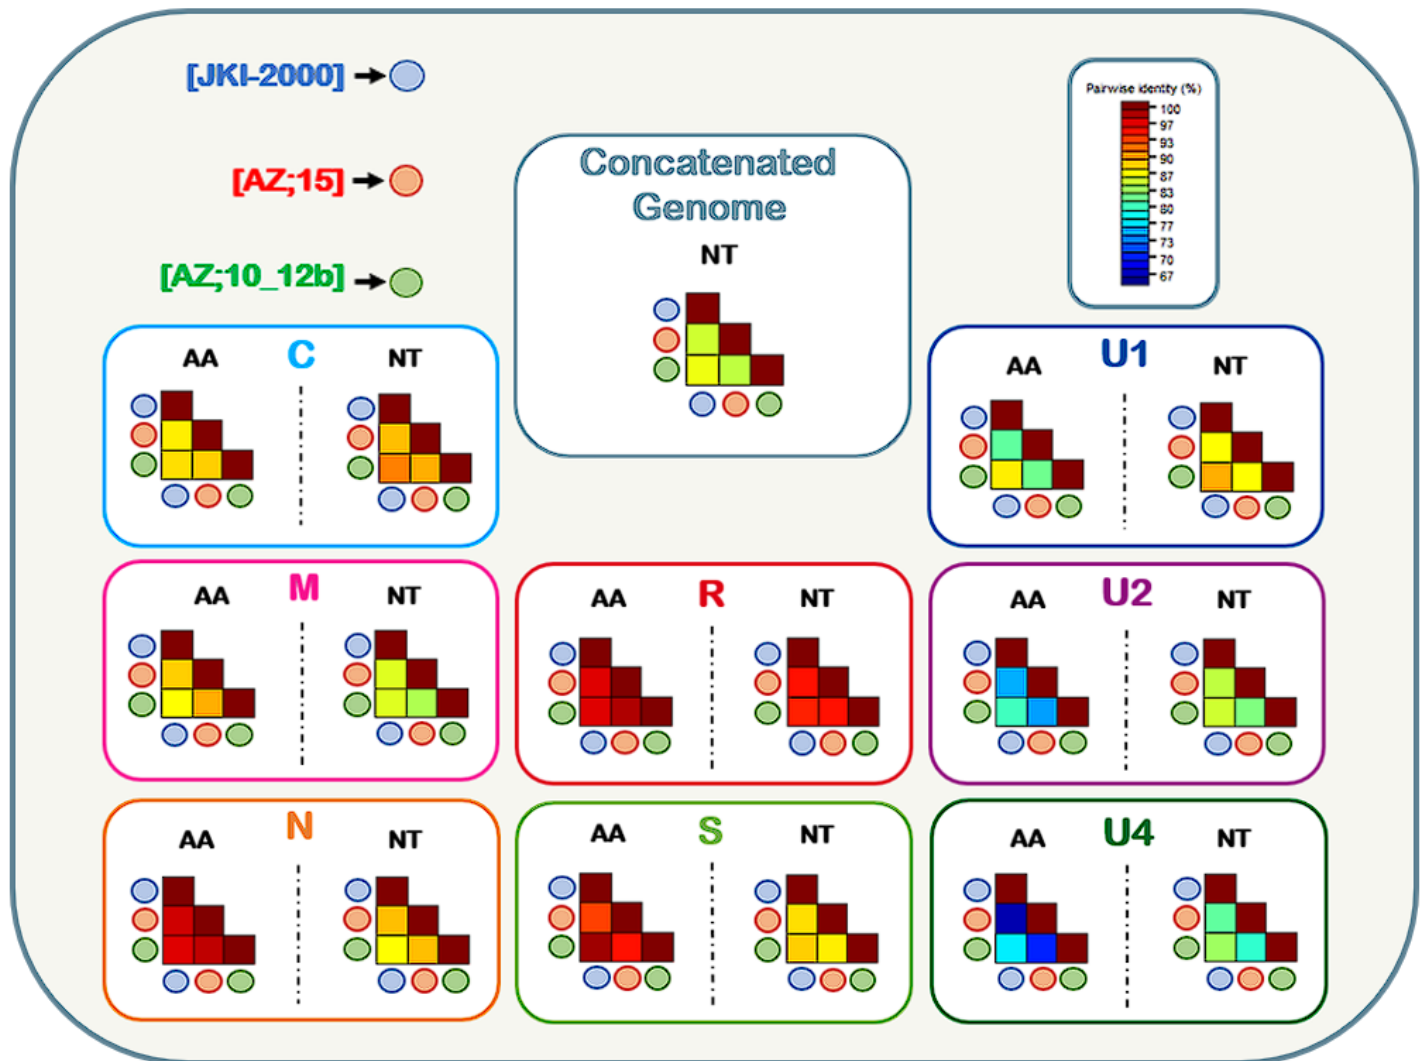 [JKI-2000]
[AZ;15]
[AZ;10_12b]
Concatenated
Genome
NT
Pairwise identity (%)
100
97
93
90
87
83
80
77
73
70
67
C
AA
NT
U1
AA
NT
M
AA
NT
R
AA
NT
U2
AA
NT
N
AA
NT
S
AA
NT
U4
AA
NT